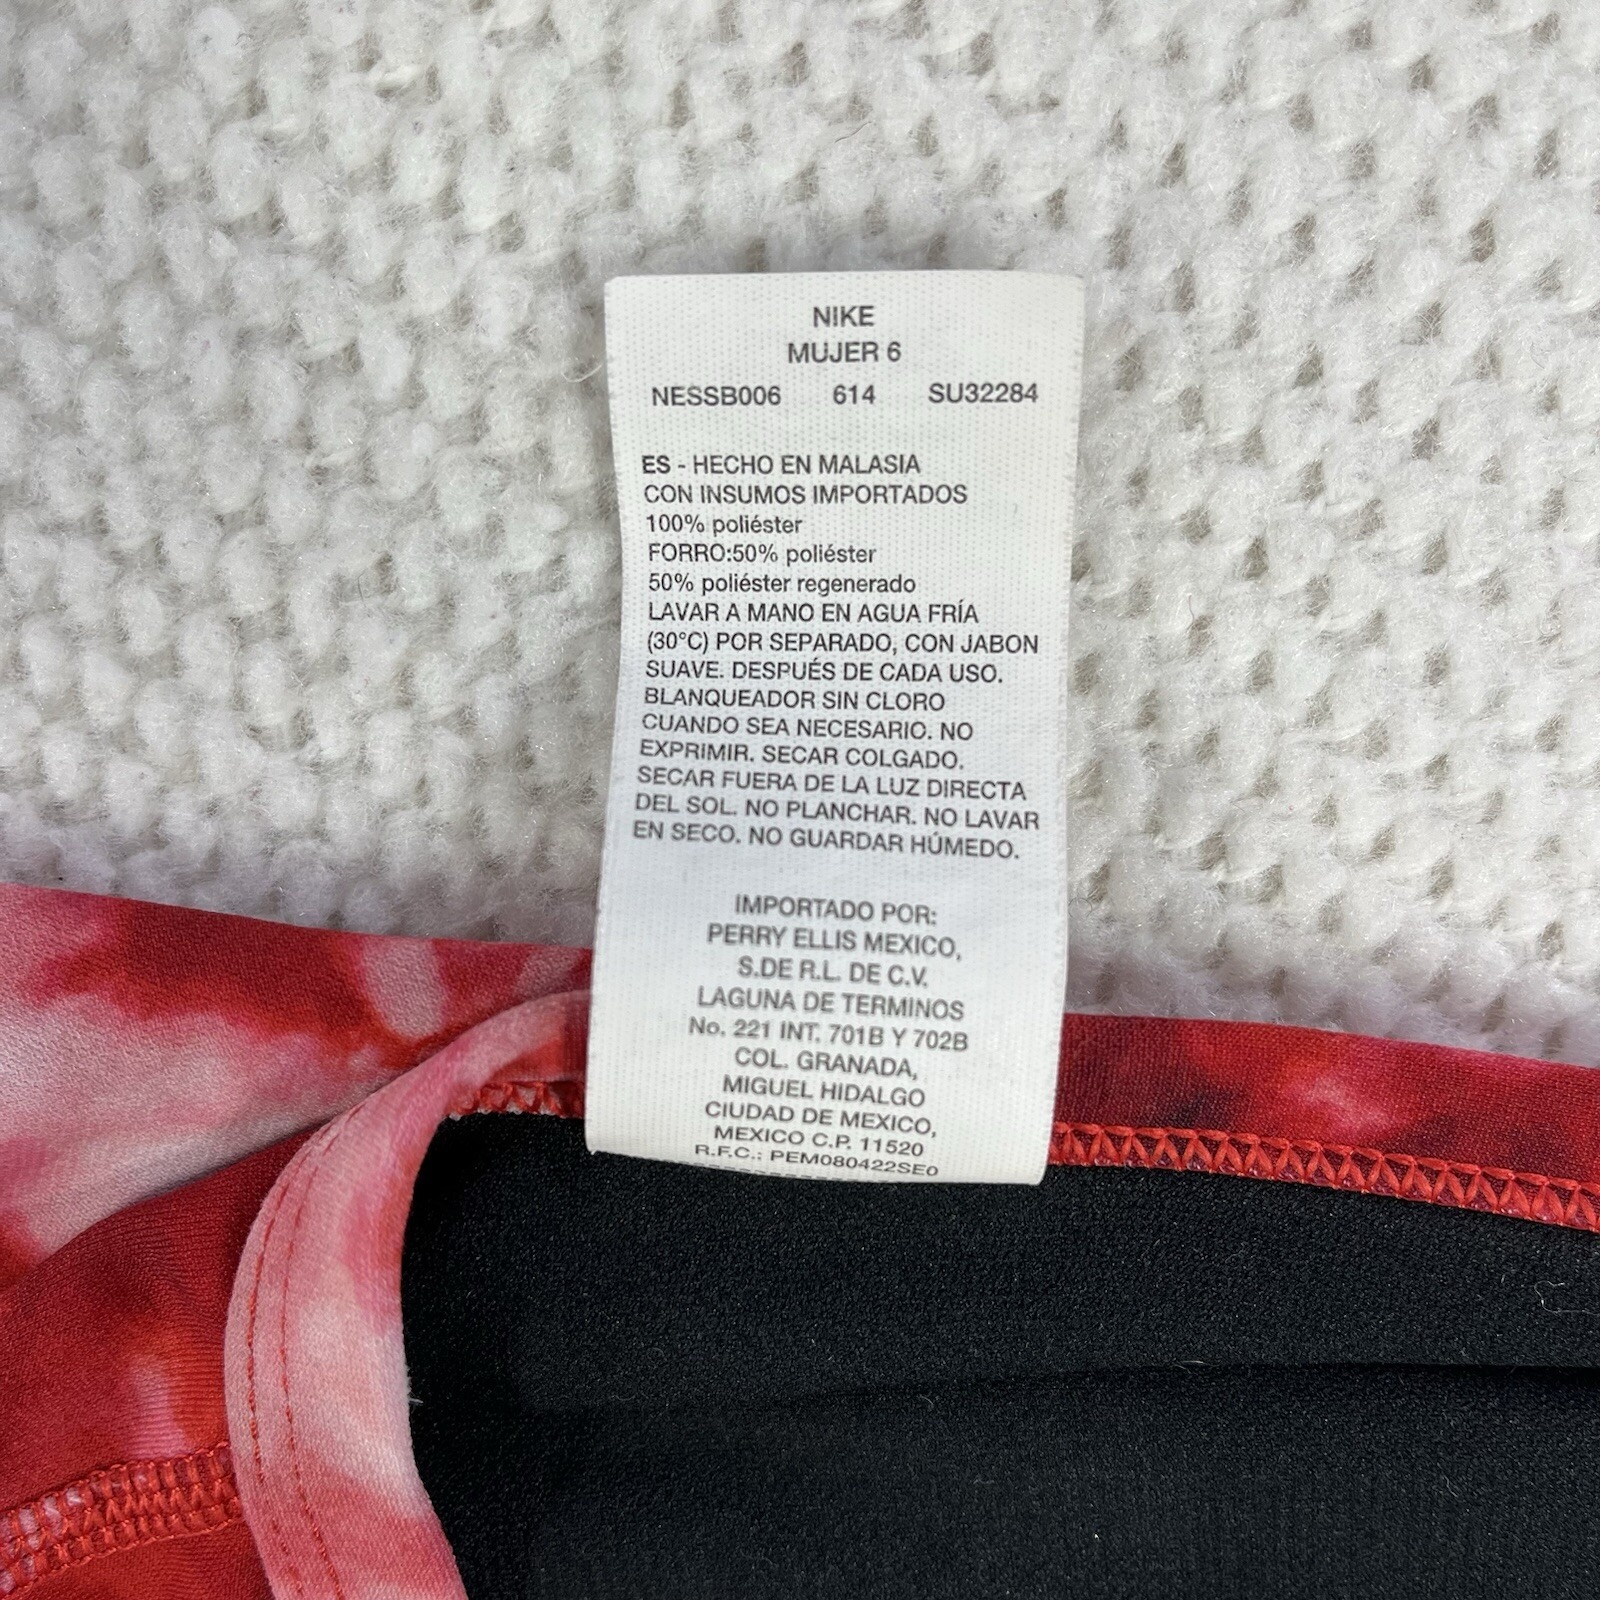 NIKE
MUJER 6
NESSB006 614 SU32284
ES - HECHO EN MALASIA
CON INSUMOS IMPORTADOS
100% poliéster
FORRO:50% poliéster
50% poliéster regenerado
LAVAR A MANO EN AGUA FRÍA
(30°C) POR SEPARADO, CON JABON
SUAVE. DESPUÉS DE CADA USO.
BLANQUEADOR SIN CLORO
CUANDO SEA NECESARIO. NO
EXPRIMIR. SECAR COLGADO.
SECAR FUERA DE LA LUZ DIRECTA
DEL SOL. NO PLANCHAR. NO LAVAR
EN SECO. NO GUARDAR HÚMEDO.
IMPORTADO POR:
PERRY ELLIS MEXICO,
S.DE R.L. DE C.V.
LAGUNA DE TERMINOS
No. 221 INT. 701B Y 702B
COL. GRANADA,
MIGUEL HIDALGO
CIUDAD DE MEXICO,
MEXICO C.P. 11520
R.F.C.: PEM080422SE0